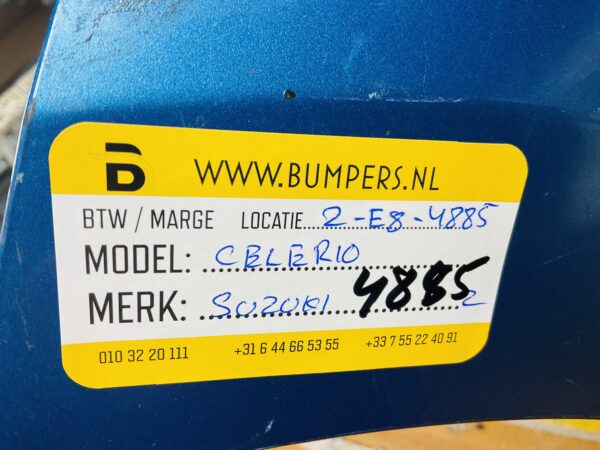 WWW.BUMPERS.NL
BTW / MARGE LOCATIE 2-E8-4885
MODEL: CELERIO
MERK: SUZUKI 4885 2
010 32 20 111 +31 6 44 66 53 55 +33 7 55 22 40 91